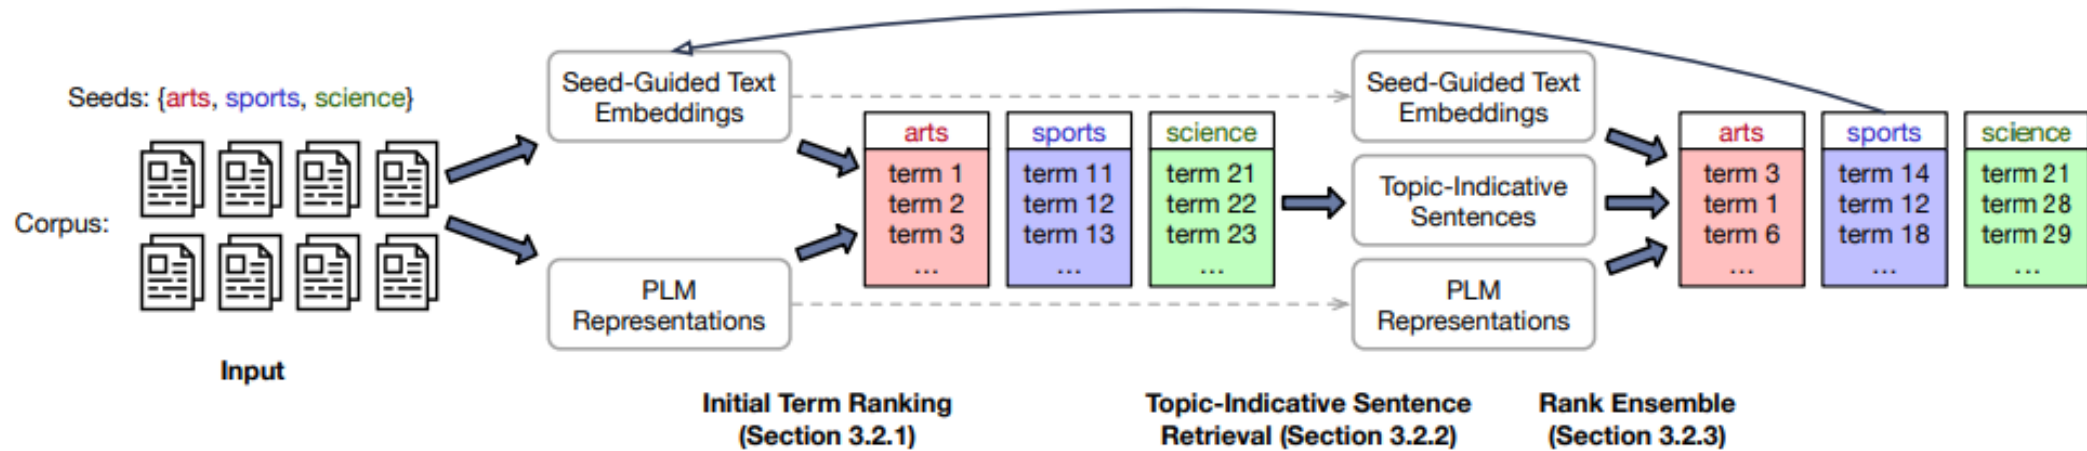 Seeds: {arts, sports, science}
Corpus:
Input
Seed-Guided Text
Embeddings
PLM
Representations
Initial Term Ranking
(Section 3.2.1)
arts
term 1
term 2
term 3
...
sports
term 11
term 12
term 13
...
science
term 21
term 22
term 23
...
Topic-Indicative Sentence
Retrieval (Section 3.2.2)
Seed-Guided Text
Embeddings
Topic-Indicative
Sentences
PLM
Representations
Rank Ensemble
(Section 3.2.3)
arts
term 3
term 1
term 6
...
sports
term 14
term 12
term 18
...
science
term 21
term 28
term 29
...